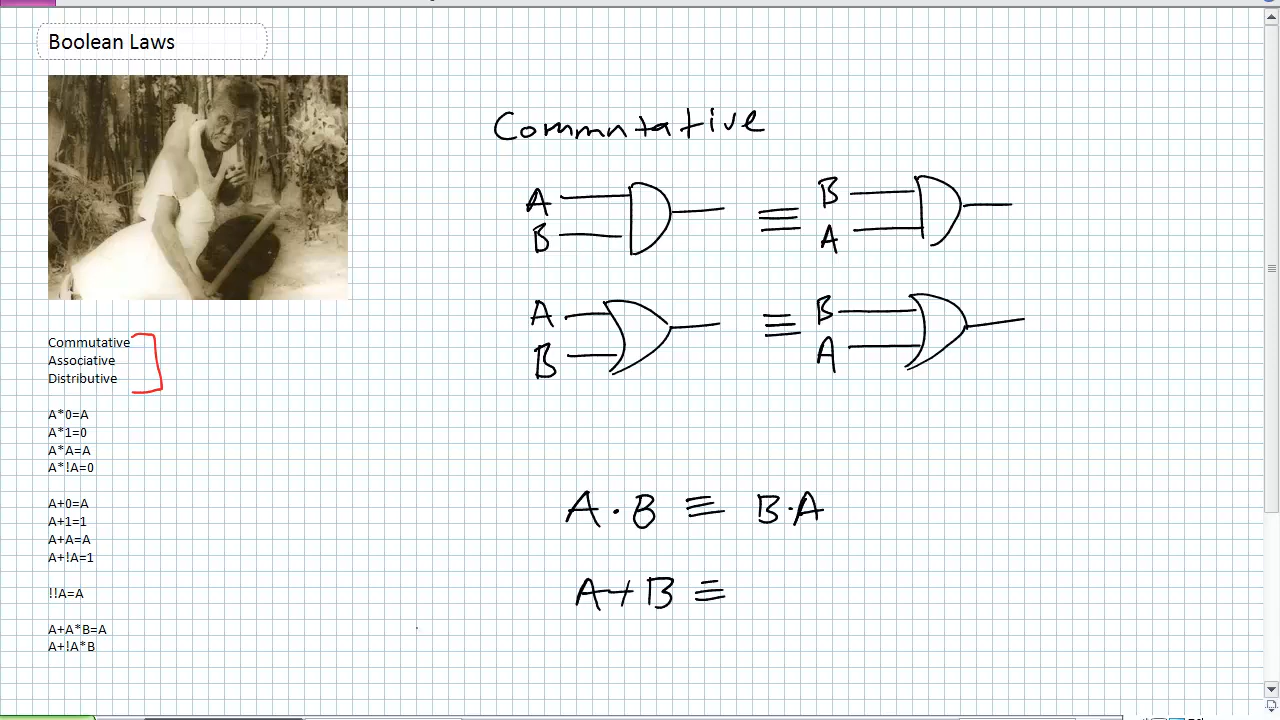 Boolean Laws
Commutative
A
B
≡
B
A
A
B
≡
B
A
Commutative
Associative
Distributive
A*0=A
A*1=0
A*A=A
A*!A=0
A+0=A
A+1=1
A+A=A
A+!A=1
!!A=A
A+A*B=A
A+!A*B
A·B ≡ B·A
A+B ≡